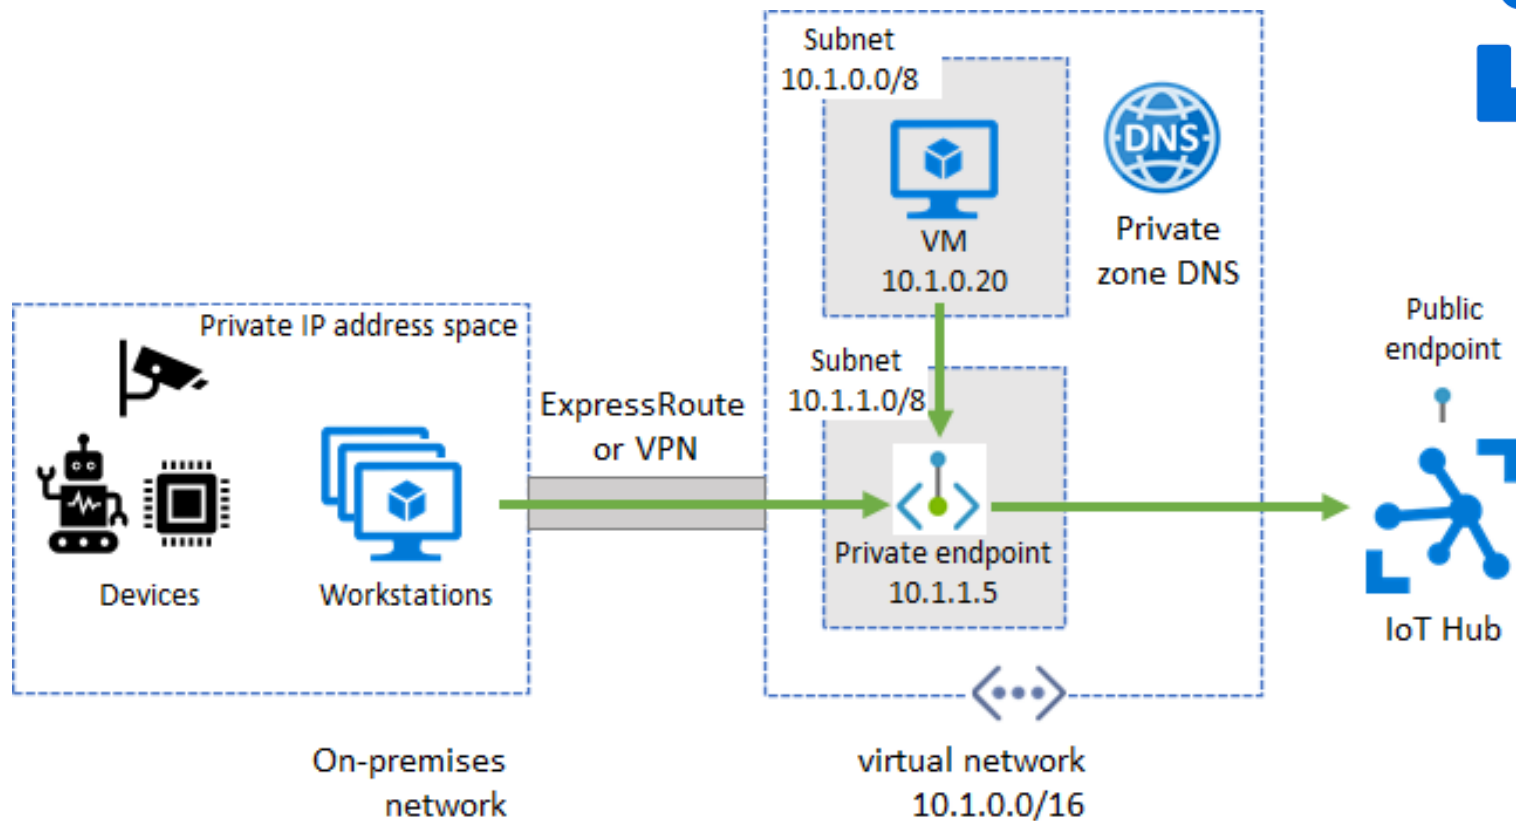 Subnet
10.1.0.0/8
VM
10.1.0.20
DNS
Private
zone DNS
Private IP address space
Devices
Workstations
ExpressRoute
or VPN
Subnet
10.1.1.0/8
Private endpoint
10.1.1.5
Public
endpoint
IoT Hub
On-premises
network
virtual network
10.1.0.0/16